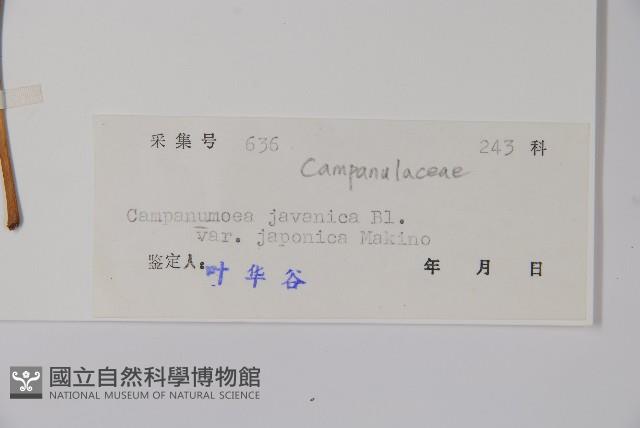 采集号 636 243 科
Campanulaceae
Campanumoea javanica Bl.
var. japonica Makino
鉴定人: 叶华谷 年 月 日
國立自然科學博物館
NATIONAL MUSEUM OF NATURAL SCIENCE